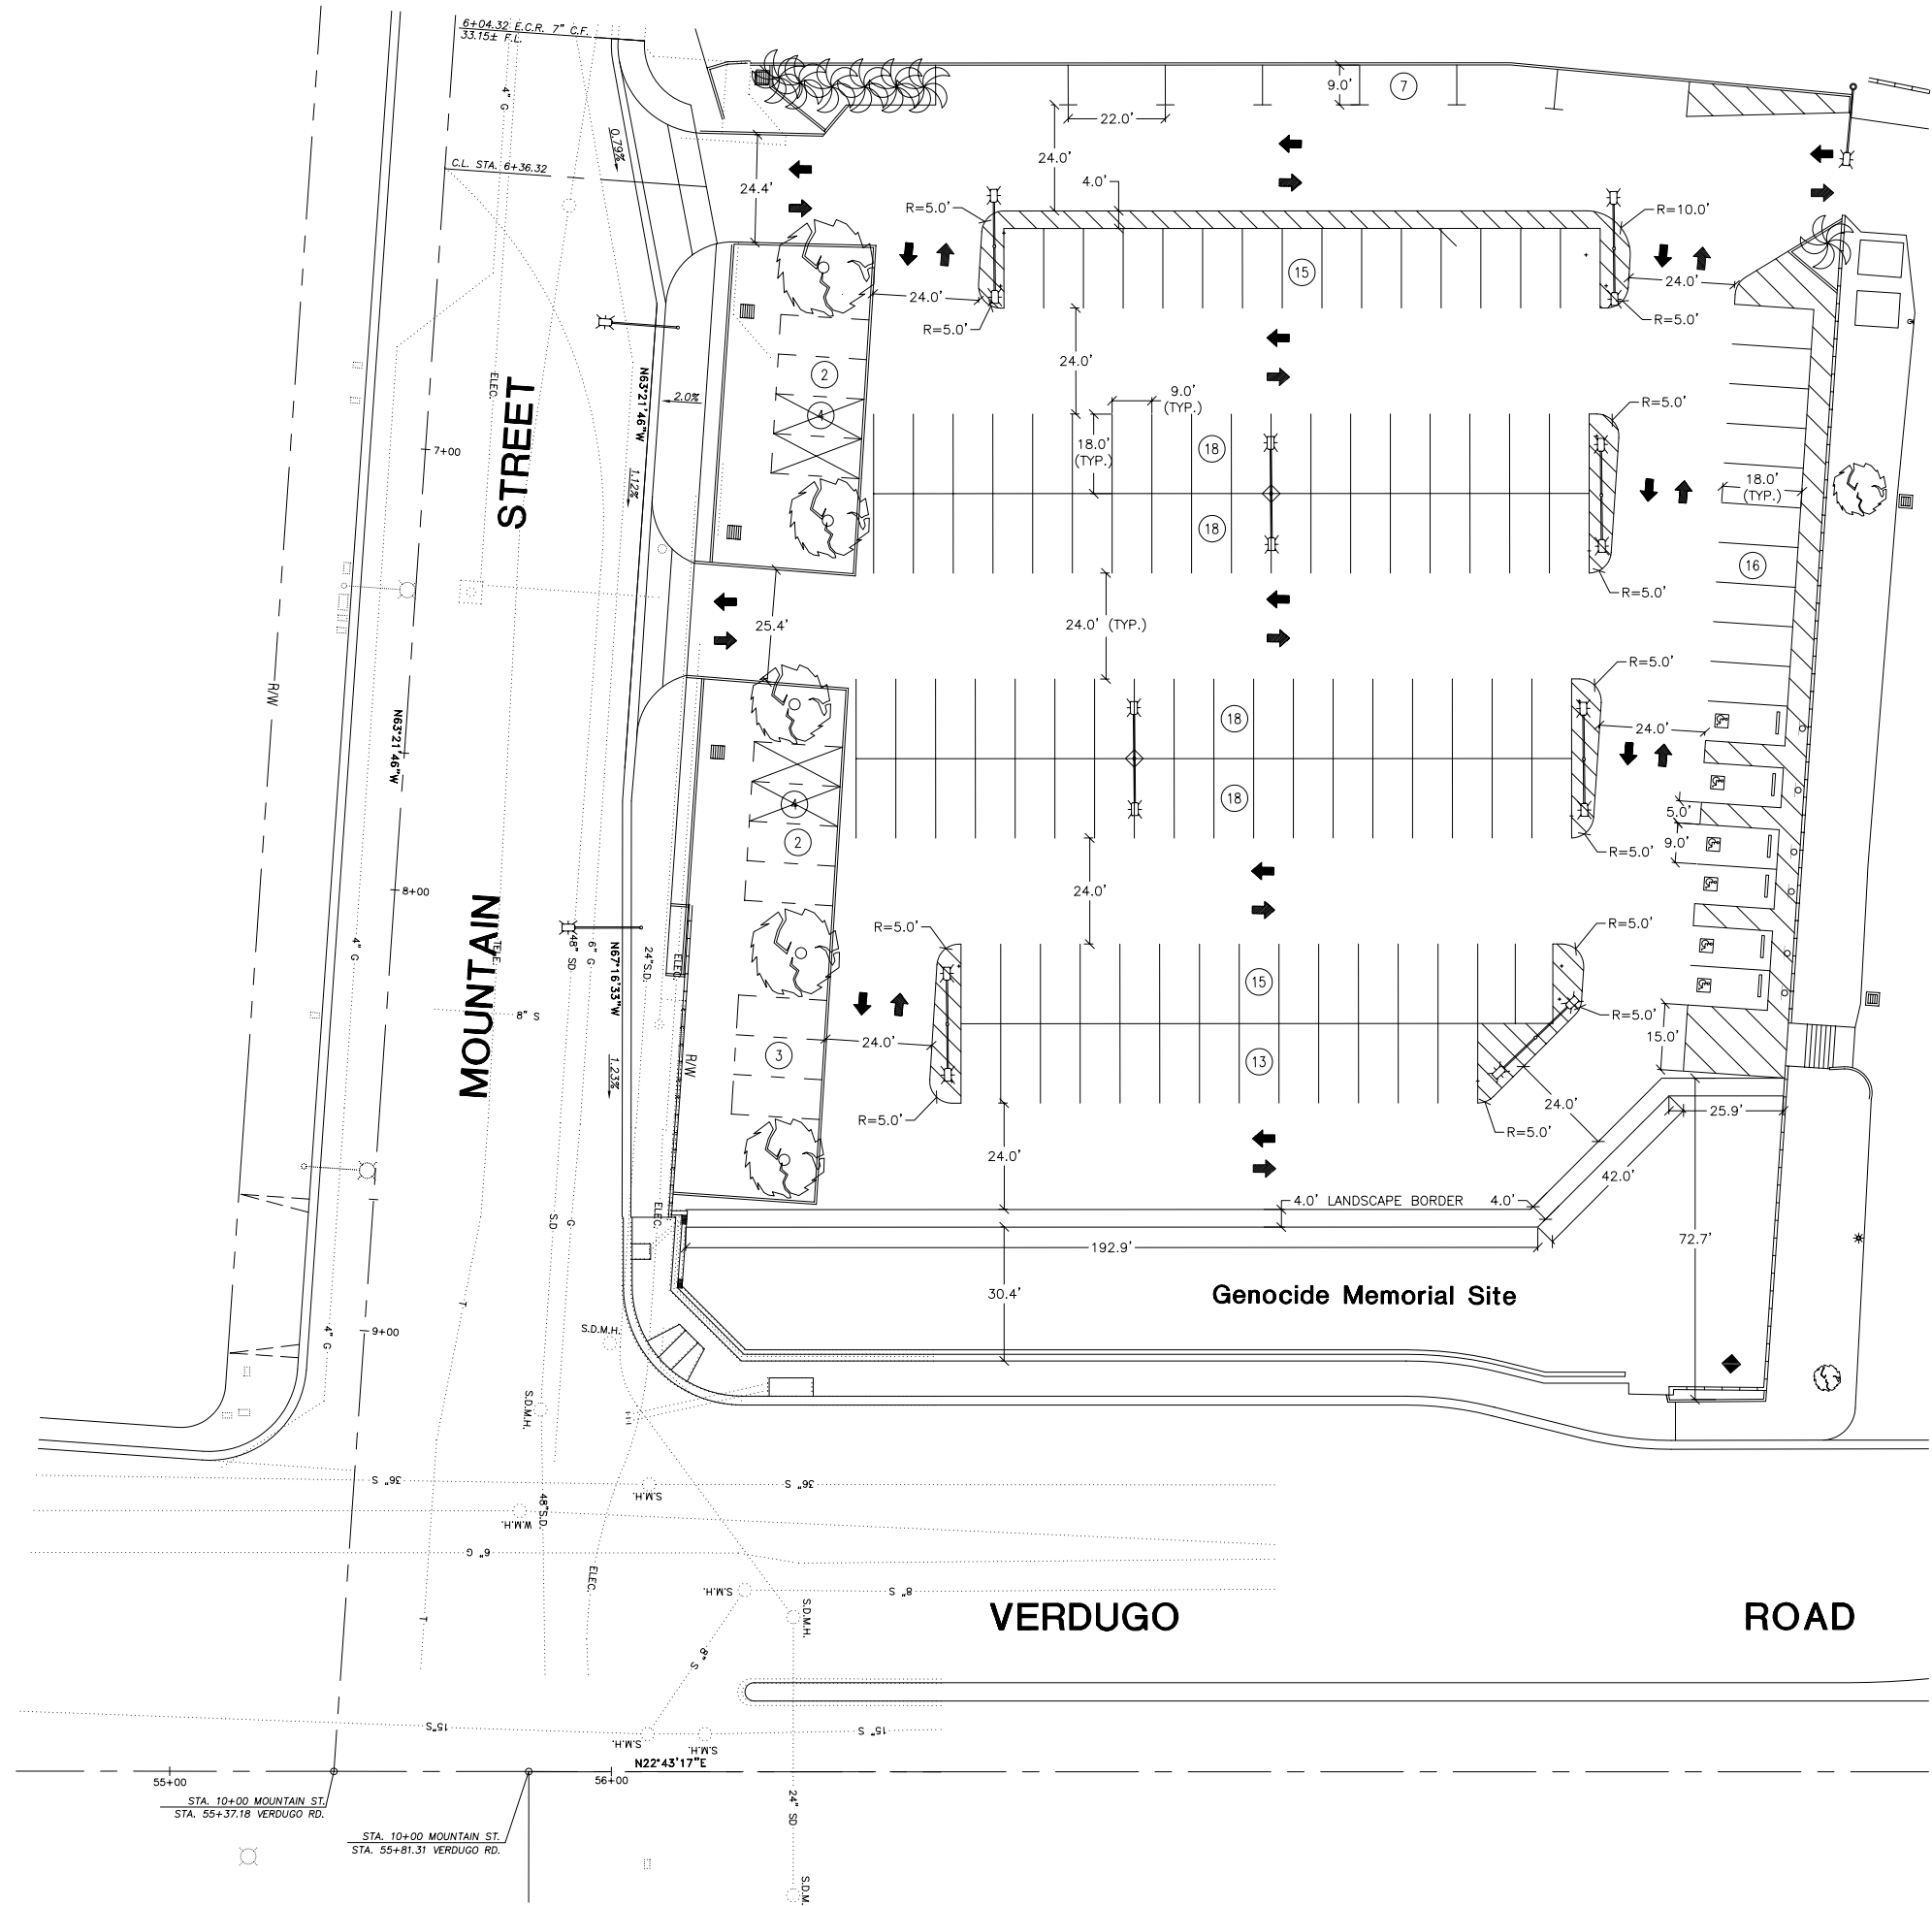 6+04.32 E.C.R. 7" C.F.
33.15± F.L.
4" G
0.79%
C.L. STA. 6+36.32
24.4'
9.0'
7
22.0'
24.0'
4.0'
R=5.0'
R=10.0'
15
24.0'
24.0'
R=5.0'
R=5.0'
24.0'
ELEC.
STREET
N63°21'46"W
2.0%
2
4
9.0'
(TYP.)
R=5.0'
18.0'
(TYP.)
18
7+00
1.12%
18.0'
(TYP.)
18
16
R=5.0'
25.4'
24.0' (TYP.)
R=5.0'
R/W
N63°21'46"W
18
24.0'
4
18
5.0'
2
9.0'
R=5.0'
8+00
24.0'
MOUNTAIN
TELE.
4" G
48" SD
6" G
N67°16'33"W
24"S.D.
ELEC.
R=5.0'
R=5.0'
15
8" S
R=5.0'
15.0'
24.0'
3
R/W
1.23%
13
24.0'
25.9'
R=5.0'
R=5.0'
24.0'
42.0'
4.0' LANDSCAPE BORDER
4.0'
S.D
G
ELEC.
192.9'
72.7'
30.4'
Genocide Memorial Site
T
4" G
9+00
S.D.M.H.
S.D.M.H.
36" S
36" S
S.M.H.
W.M.H.
48"S.D.
6" G
ELEC.
S.M.H.
8" S
S.D.M.H.
T
VERDUGO
ROAD
8" S
15"S
15" S
S.M.H.
S.M.H.
N22°43'17"E
55+00
56+00
STA. 10+00 MOUNTAIN ST.
STA. 55+37.18 VERDUGO RD.
24" SD
STA. 10+00 MOUNTAIN ST.
STA. 55+81.31 VERDUGO RD.
S.D.M.